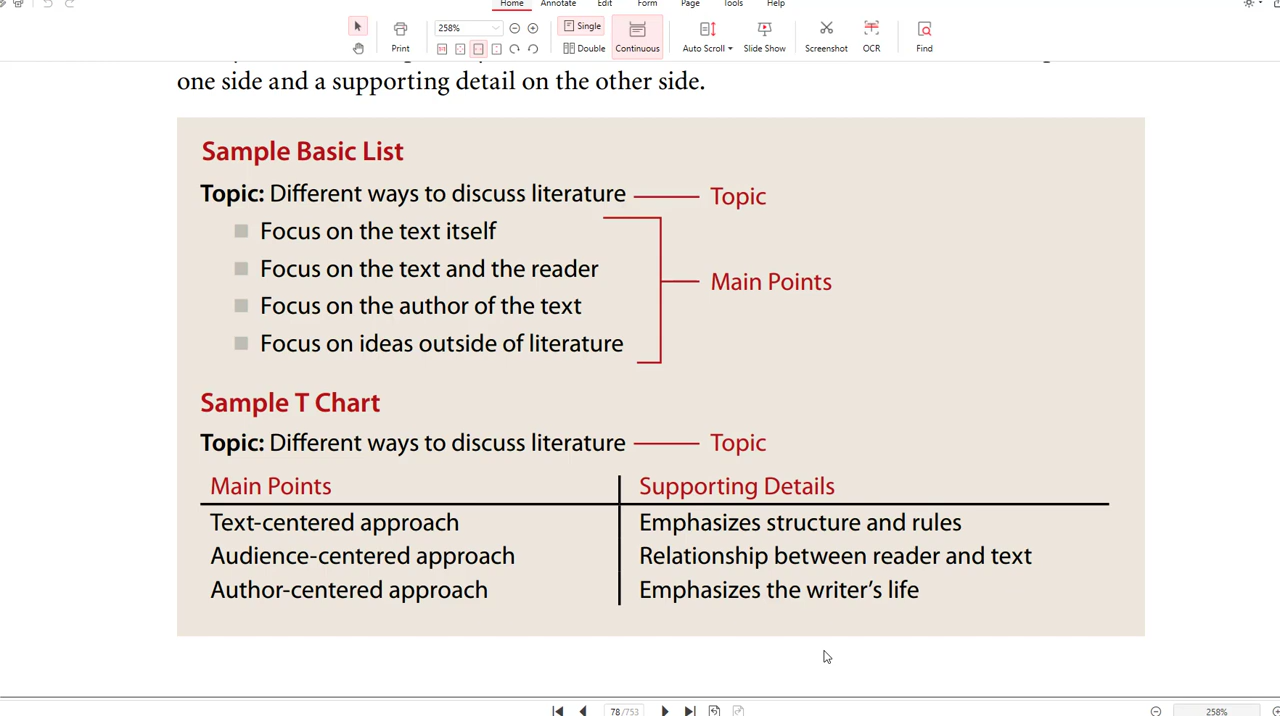 Home Annotate Edit Form Page Tools Help
258% Single
Print Double Continuous Auto Scroll Slide Show Screenshot OCR Find
one side and a supporting detail on the other side.
Sample Basic List
Topic: Different ways to discuss literature Topic
Focus on the text itself
Focus on the text and the reader
Main Points
Focus on the author of the text
Focus on ideas outside of literature
Sample T Chart
Topic: Different ways to discuss literature Topic
Main Points Supporting Details
Text-centered approach Emphasizes structure and rules
Audience-centered approach Relationship between reader and text
Author-centered approach Emphasizes the writer's life
78/753 258%